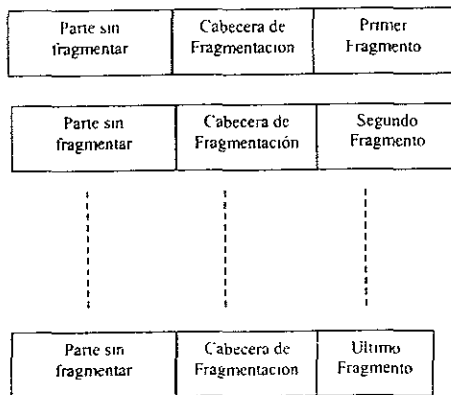 Parte sin Cabecera de Primer
fragmentar Fragmentacion Fragmento
Parte sin Cabecera de Segundo
fragmentar Fragmentación Fragmento
Parte sin Cabecera de Ultimo
fragmentar Fragmentacion Fragmento